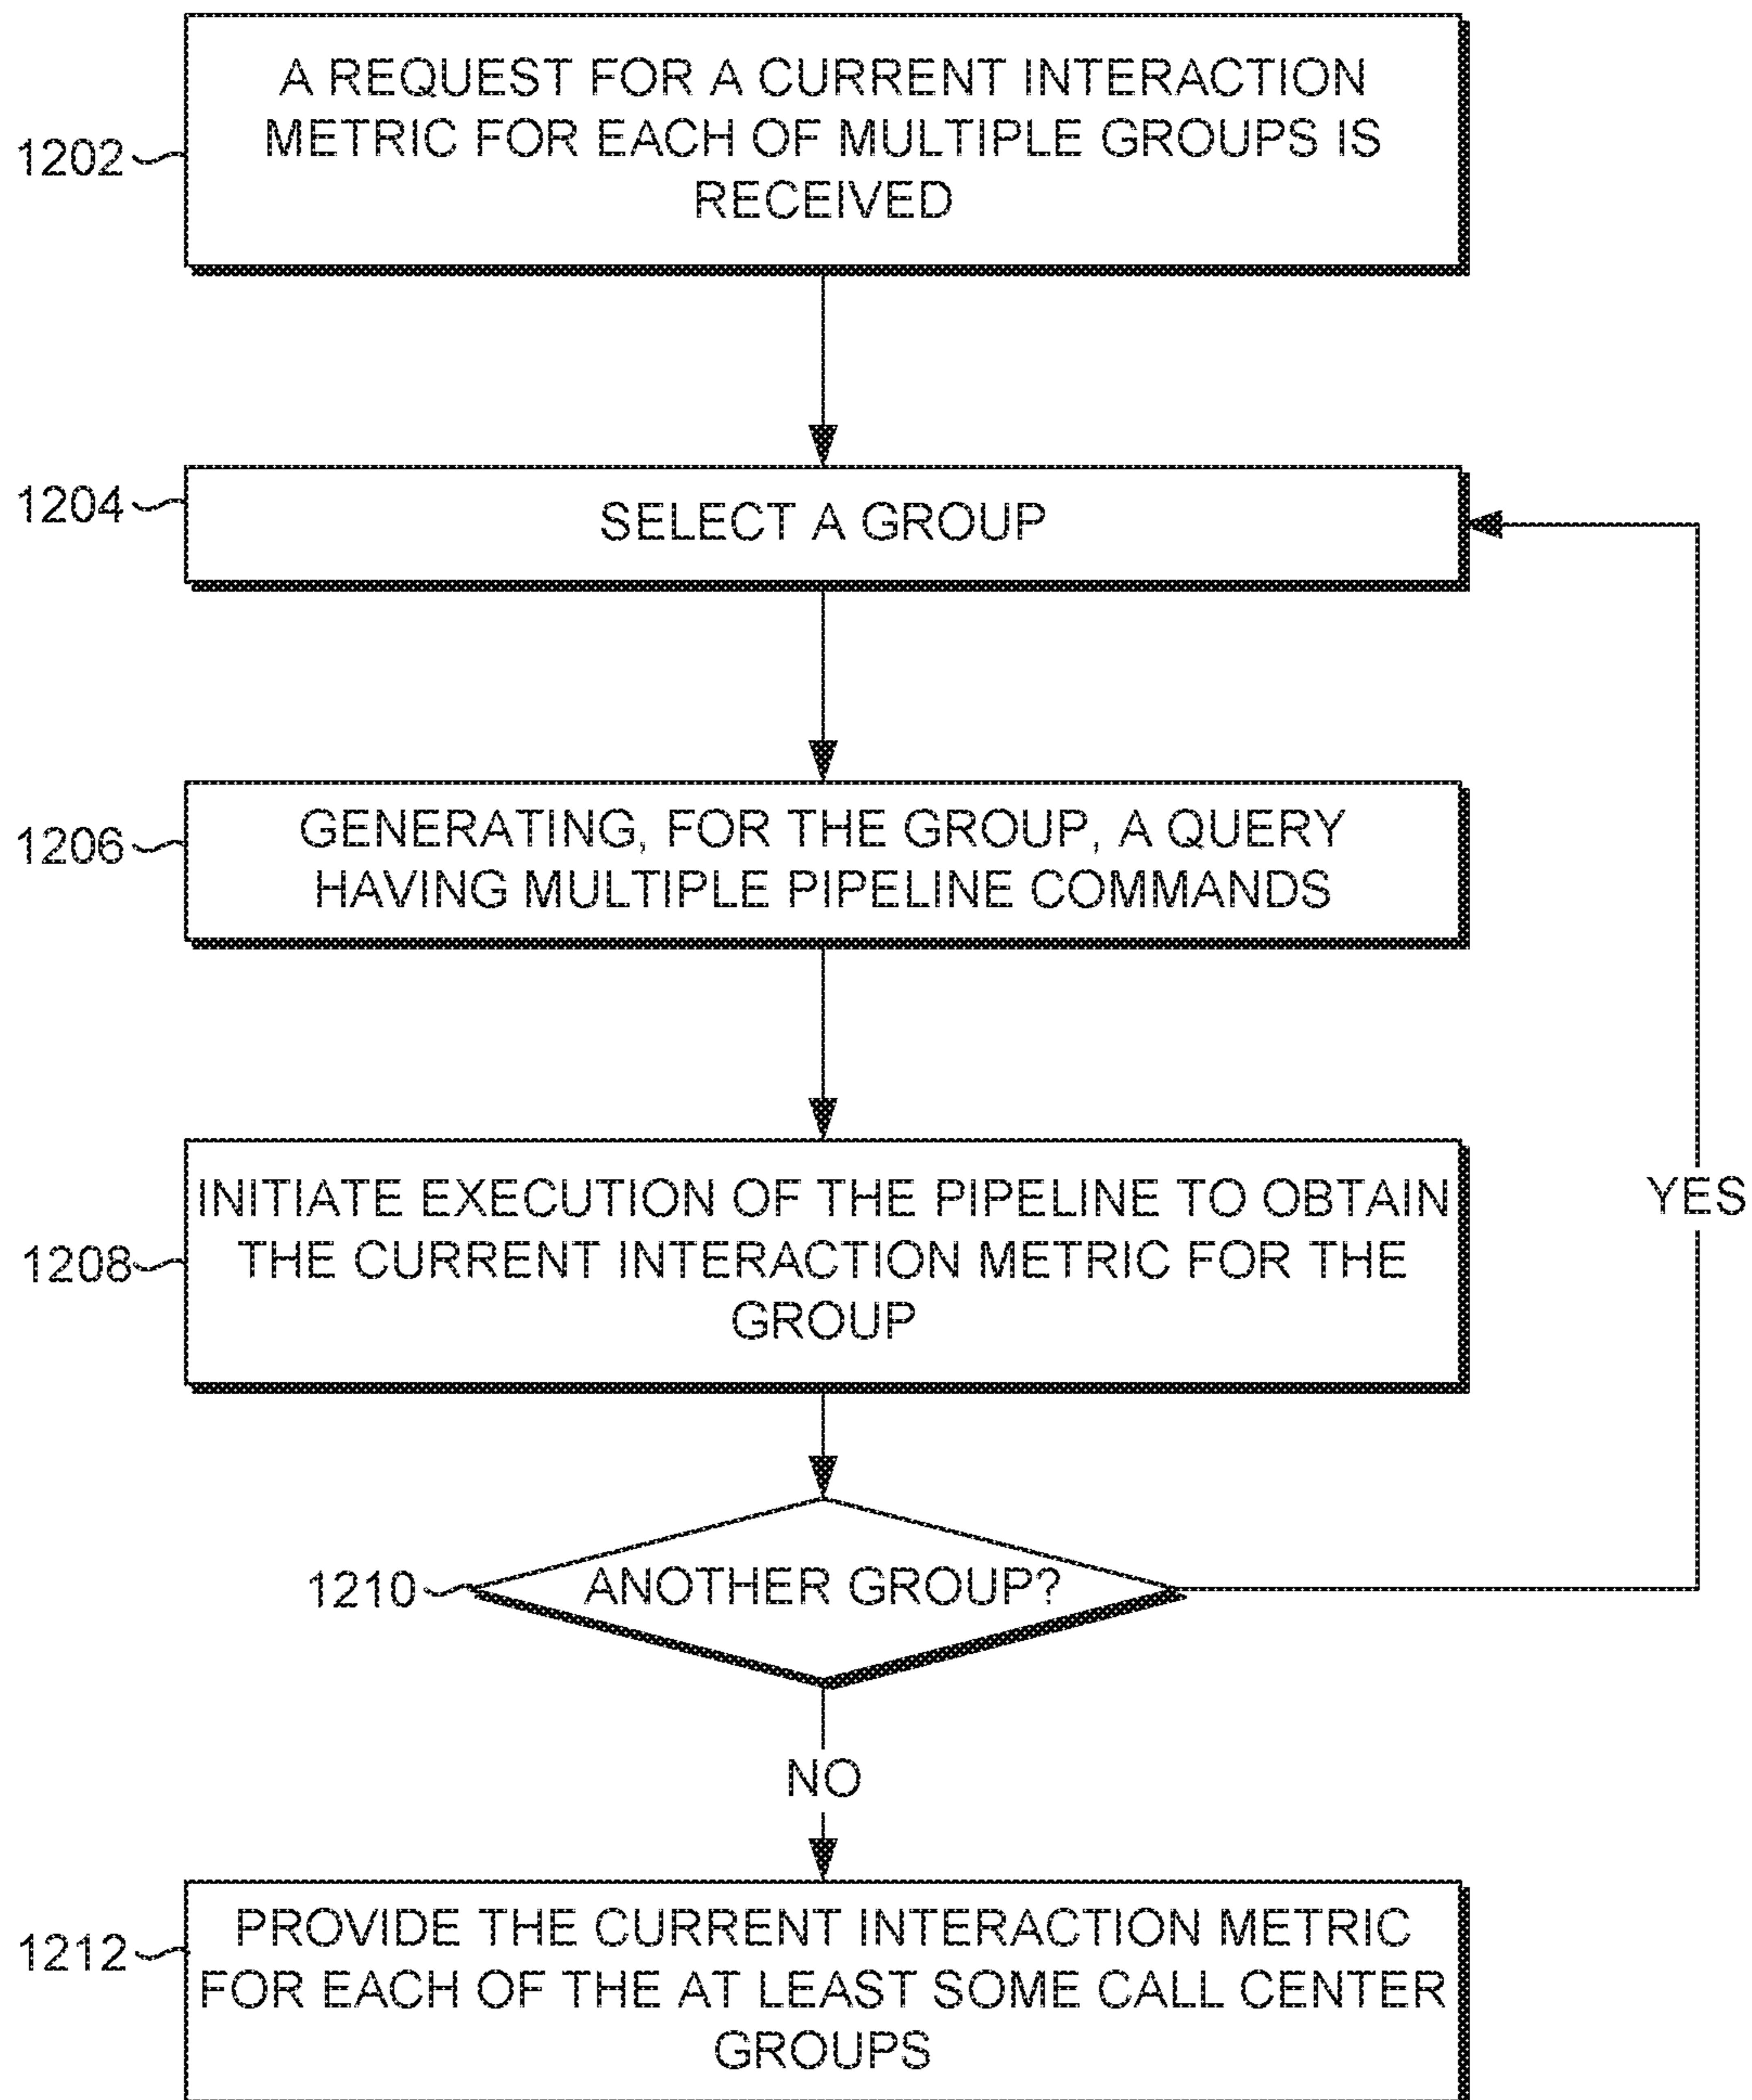 A REQUEST FOR A CURRENT INTERACTION
METRIC FOR EACH OF MULTIPLE GROUPS IS
RECEIVED
1202
1204
SELECT A GROUP
GENERATING, FOR THE GROUP, A QUERY
HAVING MULTIPLE PIPELINE COMMANDS
1206
INITIATE EXECUTION OF THE PIPELINE TO OBTAIN
THE CURRENT INTERACTION METRIC FOR THE
GROUP
1208
YES
1210
ANOTHER GROUP?
NO
PROVIDE THE CURRENT INTERACTION METRIC
FOR EACH OF THE AT LEAST SOME CALL CENTER
GROUPS
1212